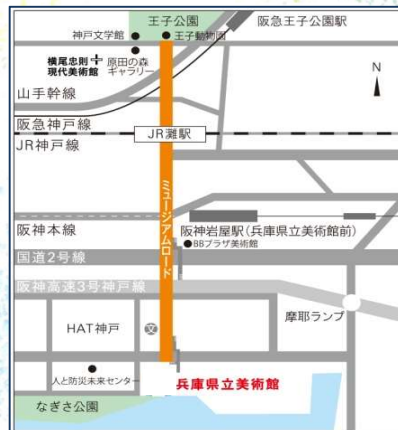 王子公園
阪急王子公園駅
神戸文学館
王子動物園
横尾忠則
現代美術館
原田の森
ギャラリー
N
山手幹線
阪急神戸線
JR灘駅
JR神戸線
ミュージアムロード
阪神本線
阪神岩屋駅(兵庫県立美術館前)
BBプラザ美術館
国道2号線
阪神高速3号神戸線
摩耶ランプ
HAT神戸
文
人と防災未来センター
兵庫県立美術館
なぎさ公園